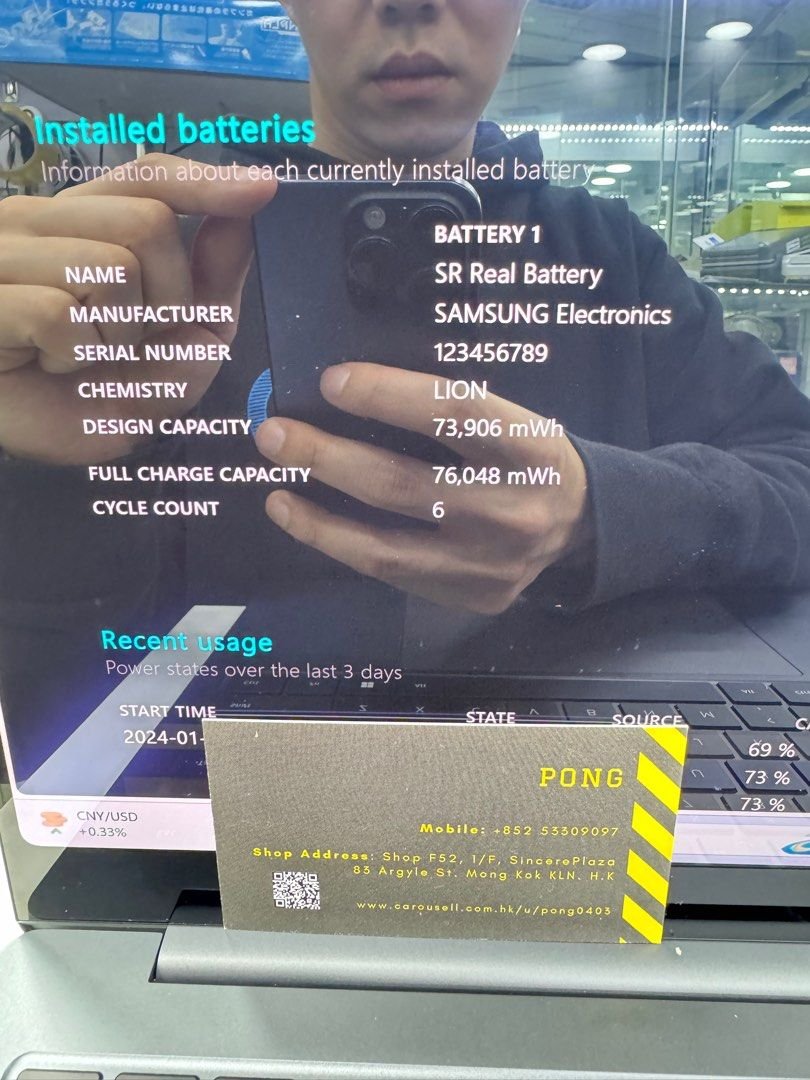 Installed batteries
Information about each currently installed battery
BATTERY 1
NAME SR Real Battery
MANUFACTURER SAMSUNG Electronics
SERIAL NUMBER 123456789
CHEMISTRY LION
DESIGN CAPACITY 73,906 mWh
FULL CHARGE CAPACITY 76,048 mWh
CYCLE COUNT 6
Recent usage
Power states over the last 3 days
START TIME STATE SOURCE
2024-01-
69 %
73 %
73 %
CNY/USD
+0.33%
PONG
Mobile: +852 53309097
Shop Address: Shop F52, 1/F, SincerePlaza
83 Argyle St. Mong Kok KLN. H.K
www.carousell.com.hk/u/pong0403